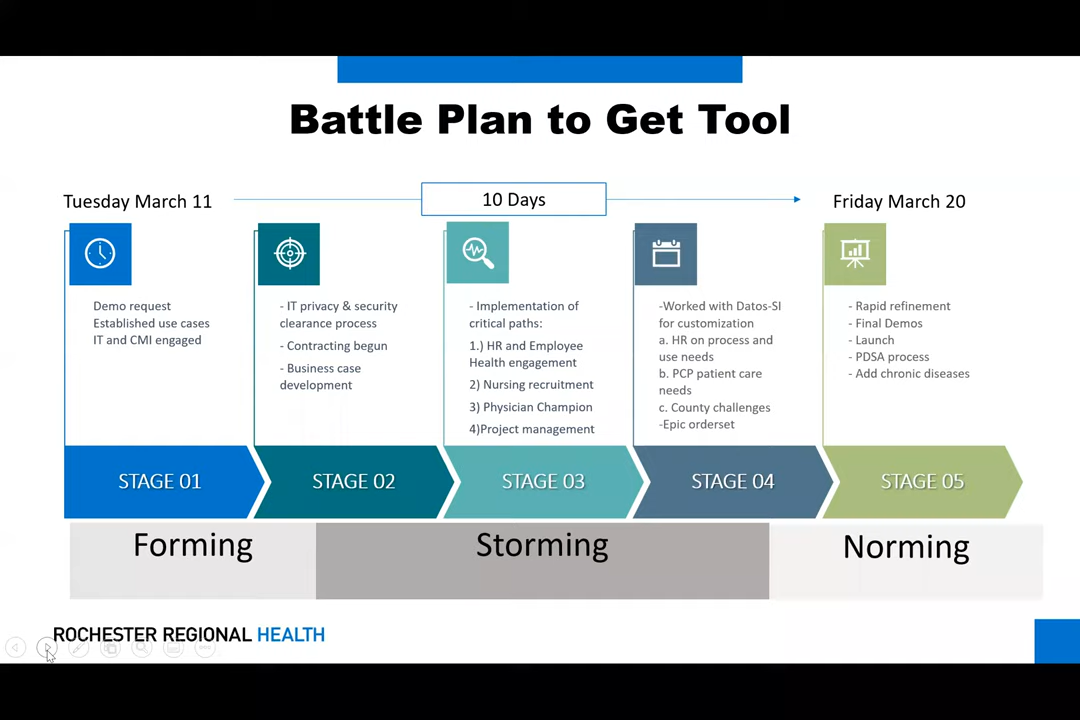 Battle Plan to Get Tool
Tuesday March 11
10 Days
Friday March 20
Demo request
Established use cases
IT and CMI engaged
- IT privacy & security
clearance process
- Contracting begun
- Business case
development
- Implementation of
critical paths:
1.) HR and Employee
Health engagement
2) Nursing recruitment
3) Physician Champion
4)Project management
-Worked with Datos-SI
for customization
a. HR on process and
use needs
b. PCP patient care
needs
c. County challenges
-Epic orderset
- Rapid refinement
- Final Demos
- Launch
- PDSA process
- Add chronic diseases
STAGE 01
STAGE 02
STAGE 03
STAGE 04
STAGE 05
Forming
Storming
Norming
ROCHESTER REGIONAL HEALTH